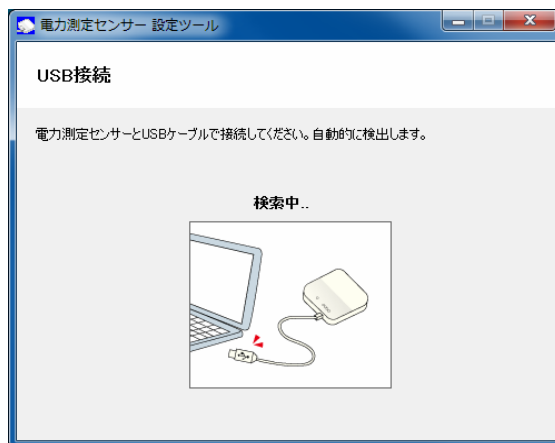 電力測定センサー 設定ツール
USB接続
電力測定センサーとUSBケーブルで接続してください。自動的に検出します。
検索中..